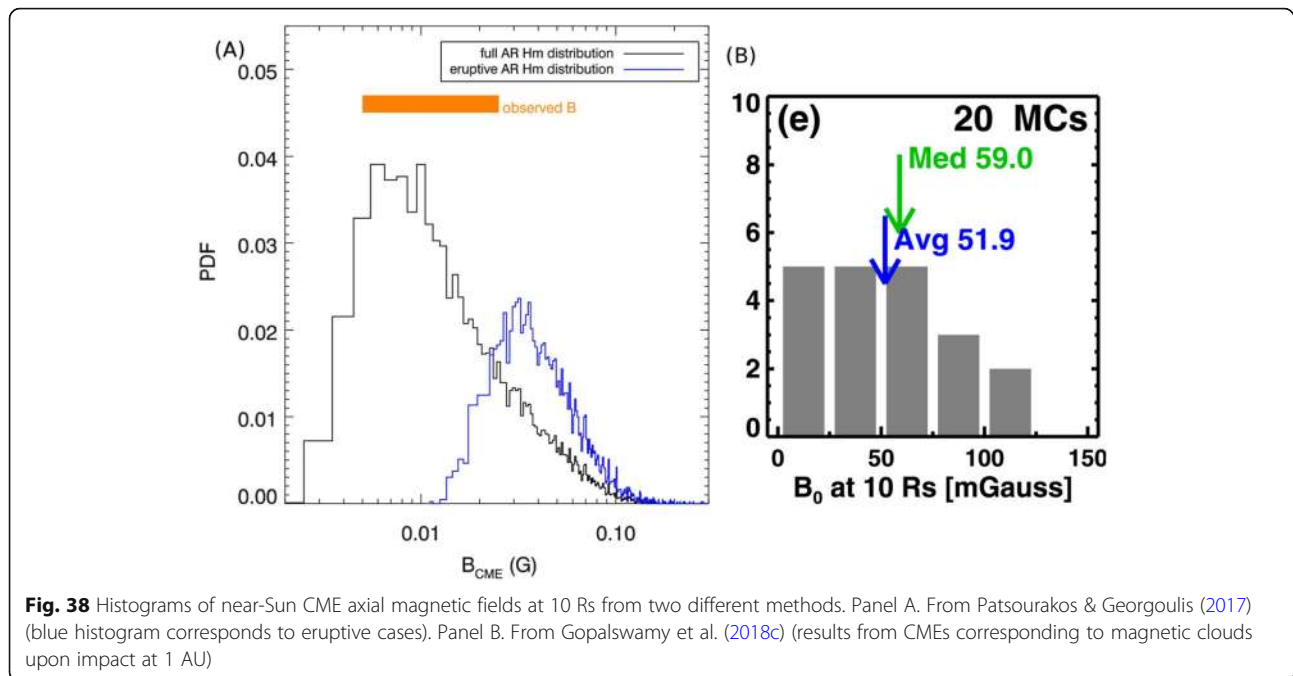 (A)
full AR Hm distribution
eruptive AR Hm distribution
0.05
observed B
0.04
0.03
PDF
0.02
0.01
0.00
0.01 0.10
B_CME (G)
(B)
10
(e) 20 MCs
8
Med 59.0
6
Avg 51.9
4
2
0
0 50 100 150
B₀ at 10 Rs [mGauss]
Fig. 38 Histograms of near-Sun CME axial magnetic fields at 10 Rs from two different methods. Panel A. From Patsourakos & Georgoulis (2017)
(blue histogram corresponds to eruptive cases). Panel B. From Gopalswamy et al. (2018c) (results from CMEs corresponding to magnetic clouds
upon impact at 1 AU)